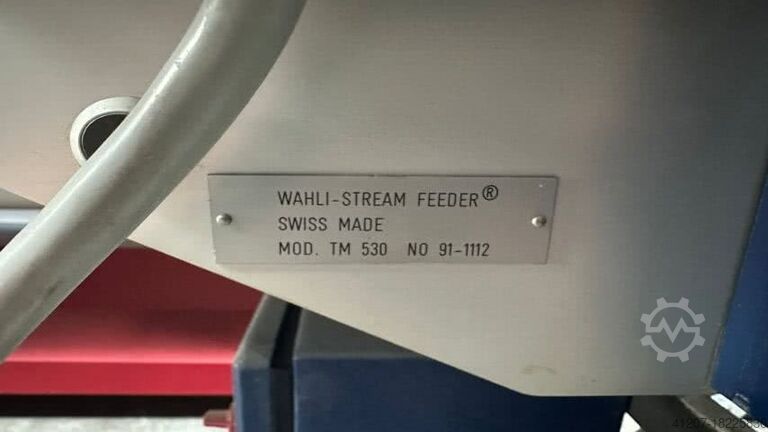 WAHLI-STREAM FEEDER®
SWISS MADE
MOD. TM 530 NO 91-1112